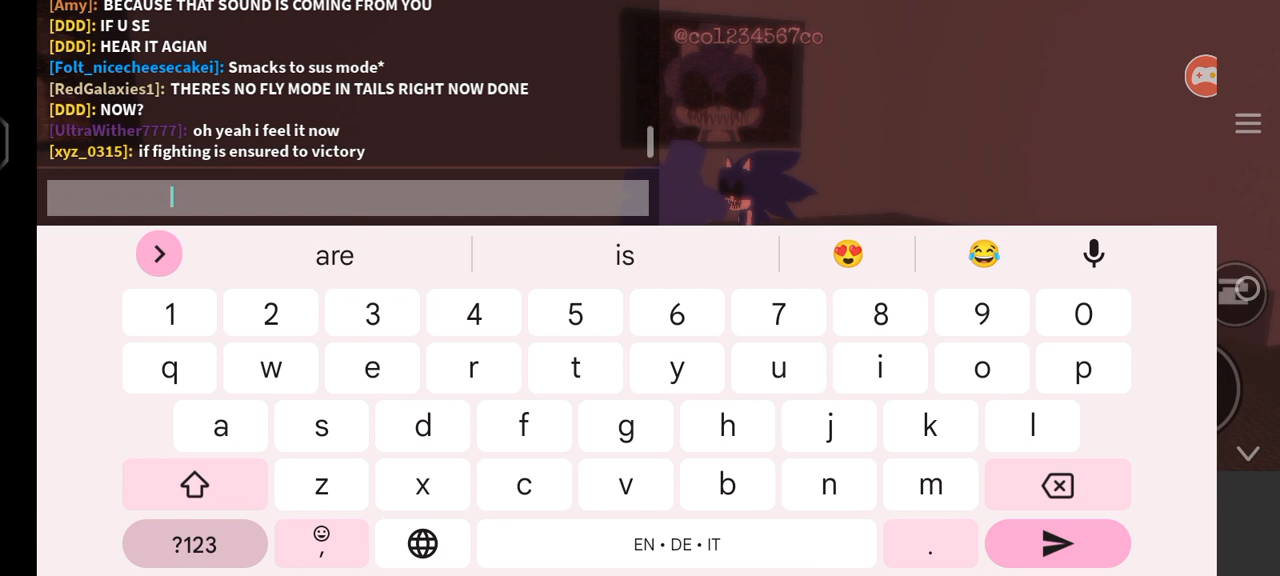 [Amy]: BECAUSE THAT SOUND IS COMING FROM YOU
[DDD]: IF U SE
[DDD]: HEAR IT AGIAN
[Folt_nicecheesecakei]: Smacks to sus mode*
[RedGalaxies1]: THERES NO FLY MODE IN TAILS RIGHT NOW DONE
[DDD]: NOW?
[UltraWither7777]: oh yeah i feel it now
[xyz_0315]: if fighting is ensured to victory
@co1234567co
are is 😍 😂
1 2 3 4 5 6 7 8 9 0
q w e r t y u i o p
a s d f g h j k l
z x c v b n m
?123 , EN • DE • IT .